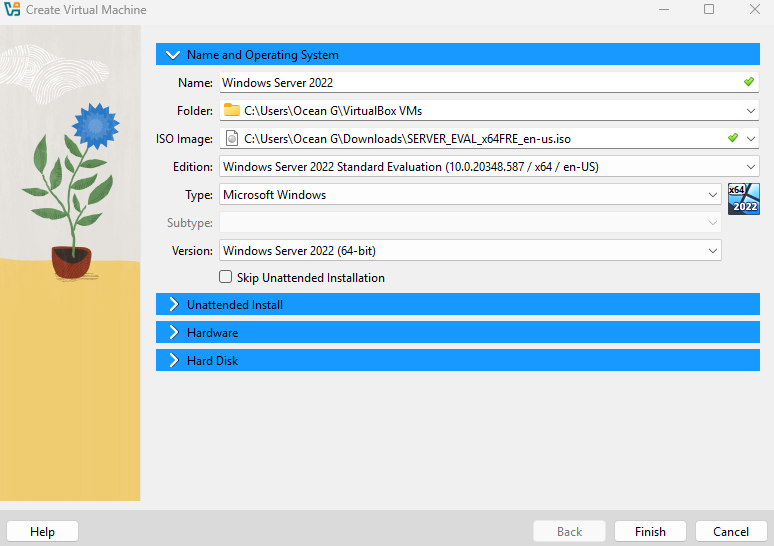 Create Virtual Machine
Name and Operating System
Name: Windows Server 2022
Folder: C:\Users\Ocean G\VirtualBox VMs
ISO Image: C:\Users\Ocean G\Downloads\SERVER_EVAL_x64FRE_en-us.iso
Edition: Windows Server 2022 Standard Evaluation (10.0.20348.587 / x64 / en-US)
Type: Microsoft Windows
x64
2022
Subtype:
Version: Windows Server 2022 (64-bit)
Skip Unattended Installation
Unattended Install
Hardware
Hard Disk
Help Back Finish Cancel